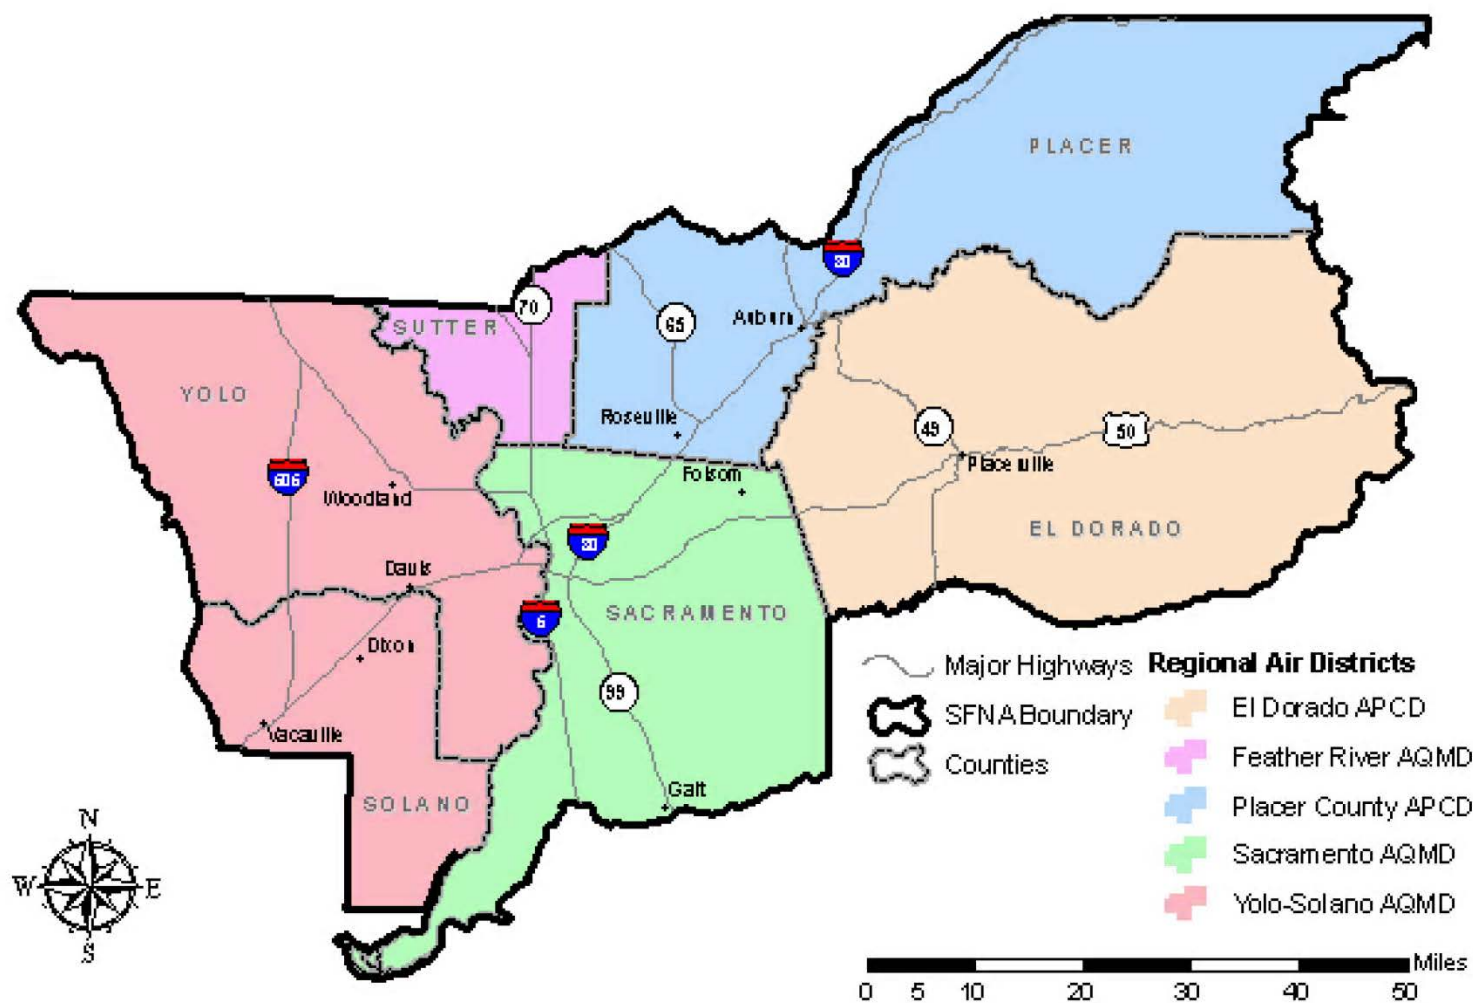 PLACER
80
70
SUTTER
65
Auburn
YOLO
Roseville
49
50
Placerville
Folsom
606
Woodland
EL DORADO
80
Davis
6
SACRAMENTO
Dixon
99
Vacaville
Galt
SOLANO
Major Highways
SFNA Boundary
Counties
Regional Air Districts
El Dorado APCD
Feather River AQMD
Placer County APCD
Sacramento AQMD
Yolo-Solano AQMD
N
W E
S
Miles
0 5 10 20 30 40 50